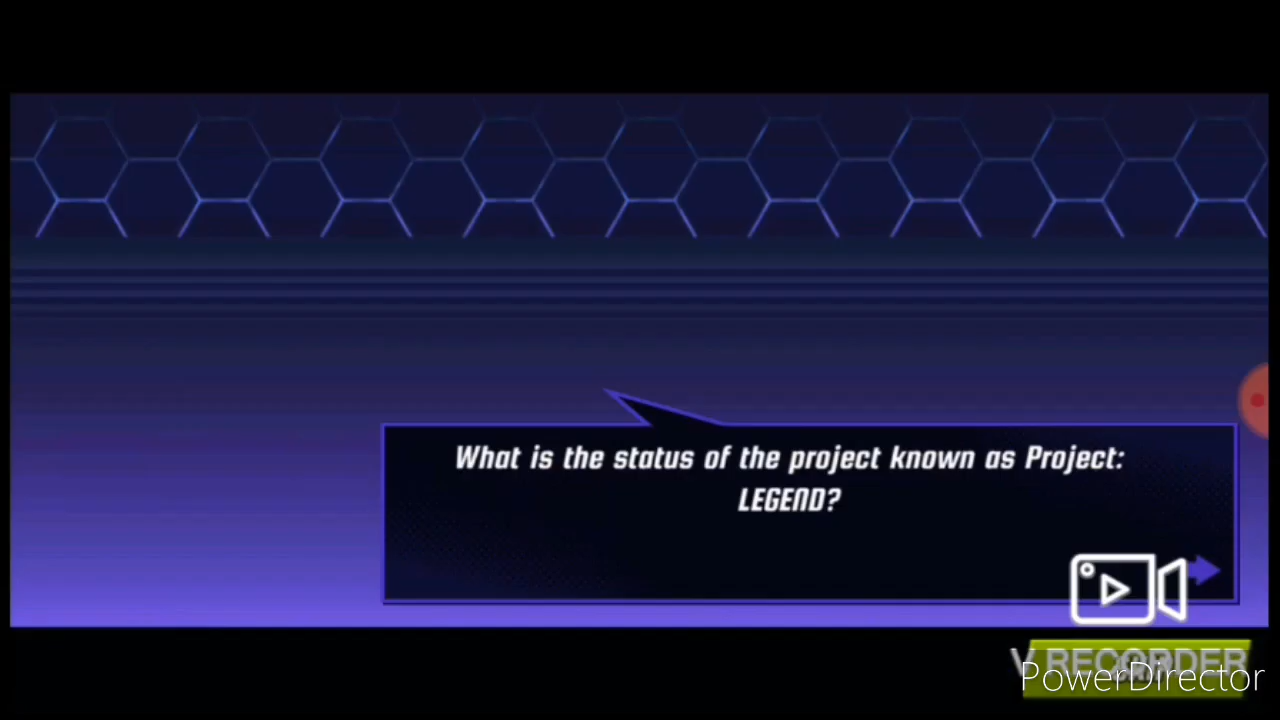 What is the status of the project known as Project:
LEGEND?
V RECORDER
PowerDirector